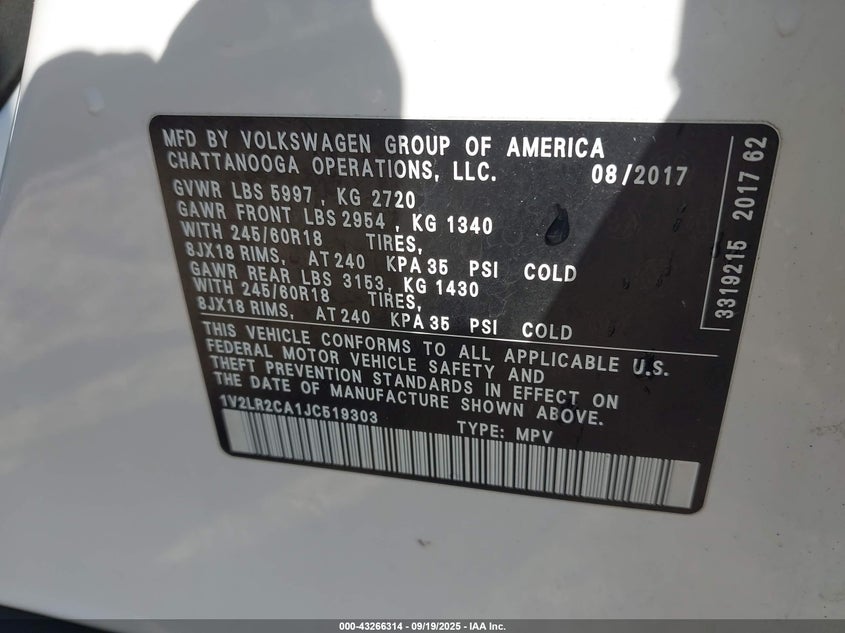 MFD BY VOLKSWAGEN GROUP OF AMERICA
CHATTANOOGA OPERATIONS, LLC. 08/2017
GVWR LBS 5997 , KG 2720
GAWR FRONT LBS 2954 , KG 1340
WITH 245/60R18 TIRES,
8JX18 RIMS, AT 240 KPA 35 PSI COLD
GAWR REAR LBS 3153, KG 1430
WITH 245/60R18 TIRES,
8JX18 RIMS, AT 240 KPA 35 PSI COLD
THIS VEHICLE CONFORMS TO ALL APPLICABLE U.S.
FEDERAL MOTOR VEHICLE SAFETY AND
THEFT PREVENTION STANDARDS IN EFFECT ON
THE DATE OF MANUFACTURE SHOWN ABOVE.
1V2LR2CA1JC519303 TYPE: MPV
3319215 2017 62
000-43266314 - 09/19/2025 - IAA Inc.